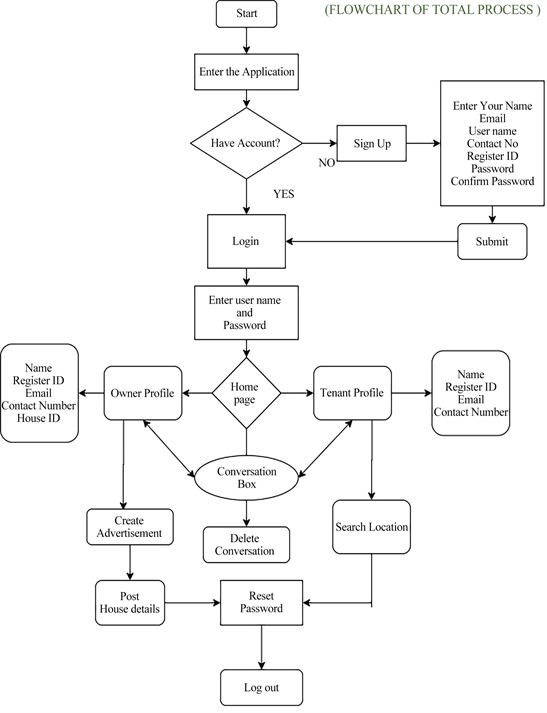 Start
(FLOWCHART OF TOTAL PROCESS )
Enter the Application
Have Account?
NO
Sign Up
Enter Your Name
Email
User name
Contact No
Register ID
Password
Confirm Password
YES
Login
Submit
Enter user name
and
Password
Name
Register ID
Email
Contact Number
House ID
Owner Profile
Home
page
Tenant Profile
Name
Register ID
Email
Contact Number
Conversation
Box
Create
Advertisement
Delete
Conversation
Search Location
Post
House details
Reset
Password
Log out